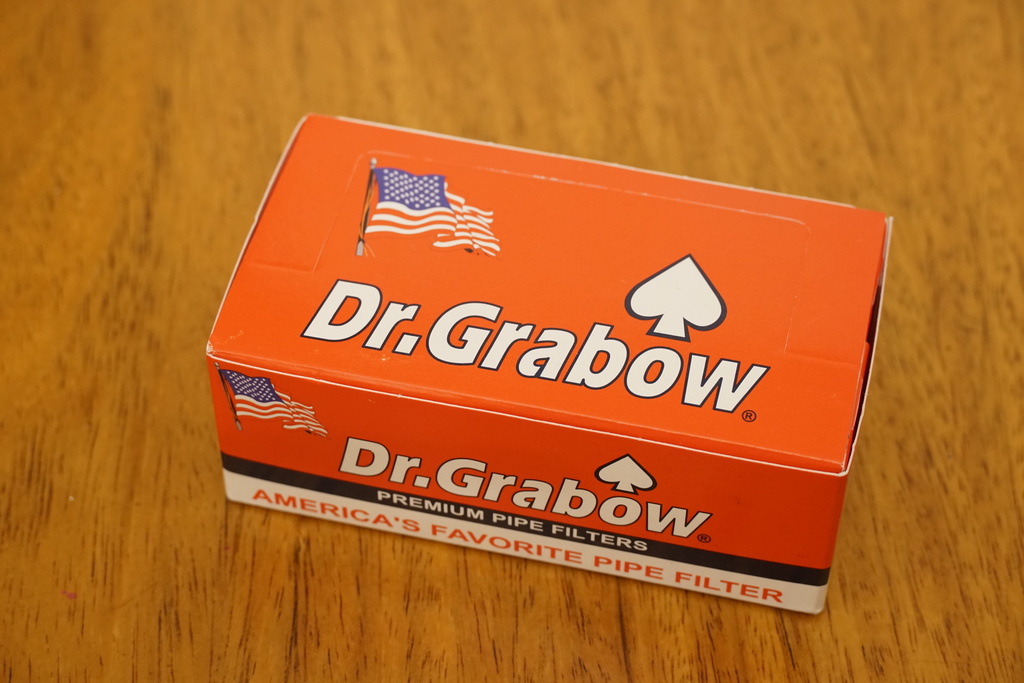 Dr.Grabow®
Dr.Grabow®
PREMIUM PIPE FILTERS
AMERICA'S FAVORITE PIPE FILTER